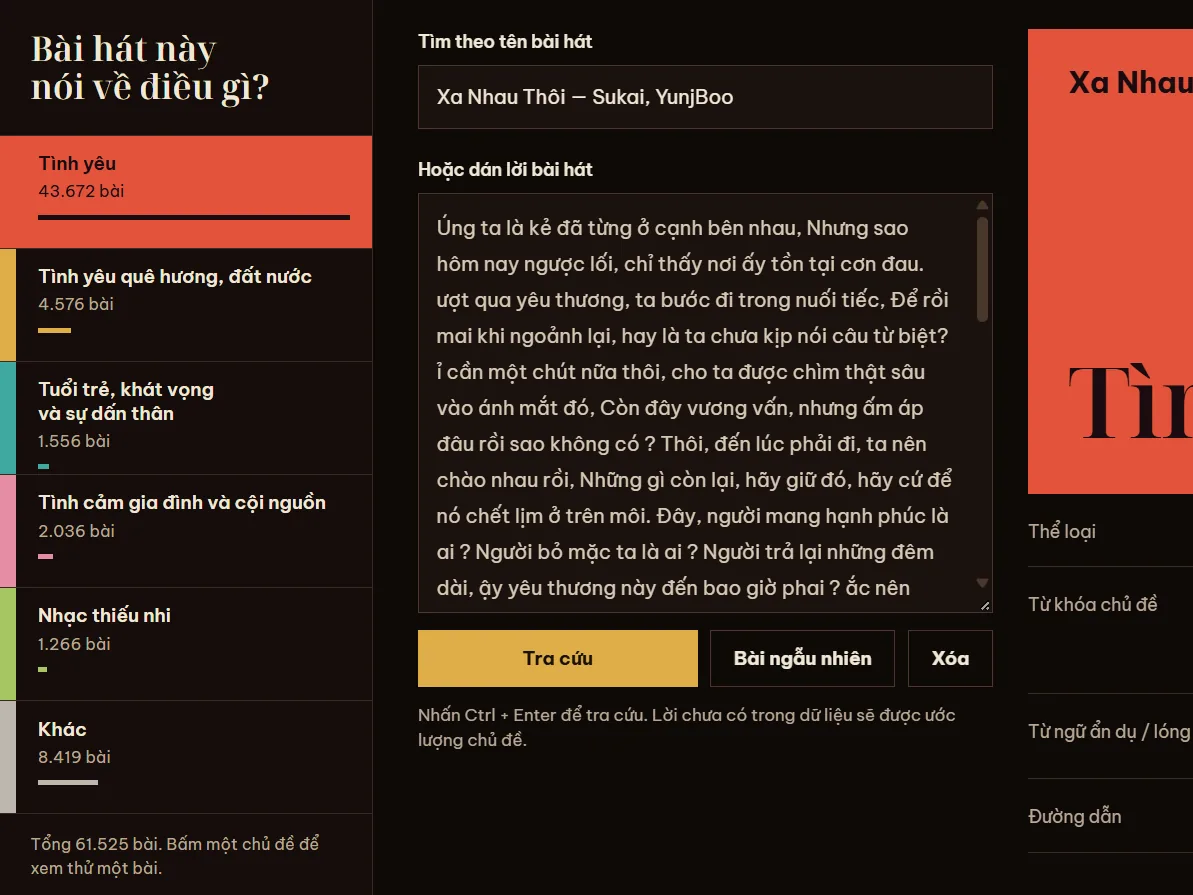 Bài hát này
nói về điều gì?
Tình yêu
43.672 bài
Tình yêu quê hương, đất nước
4.576 bài
Tuổi trẻ, khát vọng
và sự dấn thân
1.556 bài
Tình cảm gia đình và cội nguồn
2.036 bài
Nhạc thiếu nhi
1.266 bài
Khác
8.419 bài
Tổng 61.525 bài. Bấm một chủ đề để
xem thử một bài.
Tìm theo tên bài hát
Xa Nhau Thôi — Sukai, YunjBoo
Hoặc dán lời bài hát
Úng ta là kẻ đã từng ở cạnh bên nhau, Nhưng sao
hôm nay ngược lối, chỉ thấy nơi ấy tồn tại cơn đau.
ượt qua yêu thương, ta bước đi trong nuối tiếc, Để rồi
mai khi ngoảnh lại, hay là ta chưa kịp nói câu từ biệt?
ỉ cần một chút nữa thôi, cho ta được chìm thật sâu
vào ánh mắt đó, Còn đây vương vấn, nhưng ấm áp
đâu rồi sao không có ? Thôi, đến lúc phải đi, ta nên
chào nhau rồi, Những gì còn lại, hãy giữ đó, hãy cứ để
nó chết lịm ở trên môi. Đây, người mang hạnh phúc là
ai ? Người bỏ mặc ta là ai ? Người trả lại những đêm
dài, ậy yêu thương này đến bao giờ phai ? ắc nên
Tra cứu
Bài ngẫu nhiên
Xóa
Nhấn Ctrl + Enter để tra cứu. Lời chưa có trong dữ liệu sẽ được ước
lượng chủ đề.
Xa Nhau
Tìn
Thể loại
Từ khóa chủ đề
Từ ngữ ẩn dụ / lóng
Đường dẫn